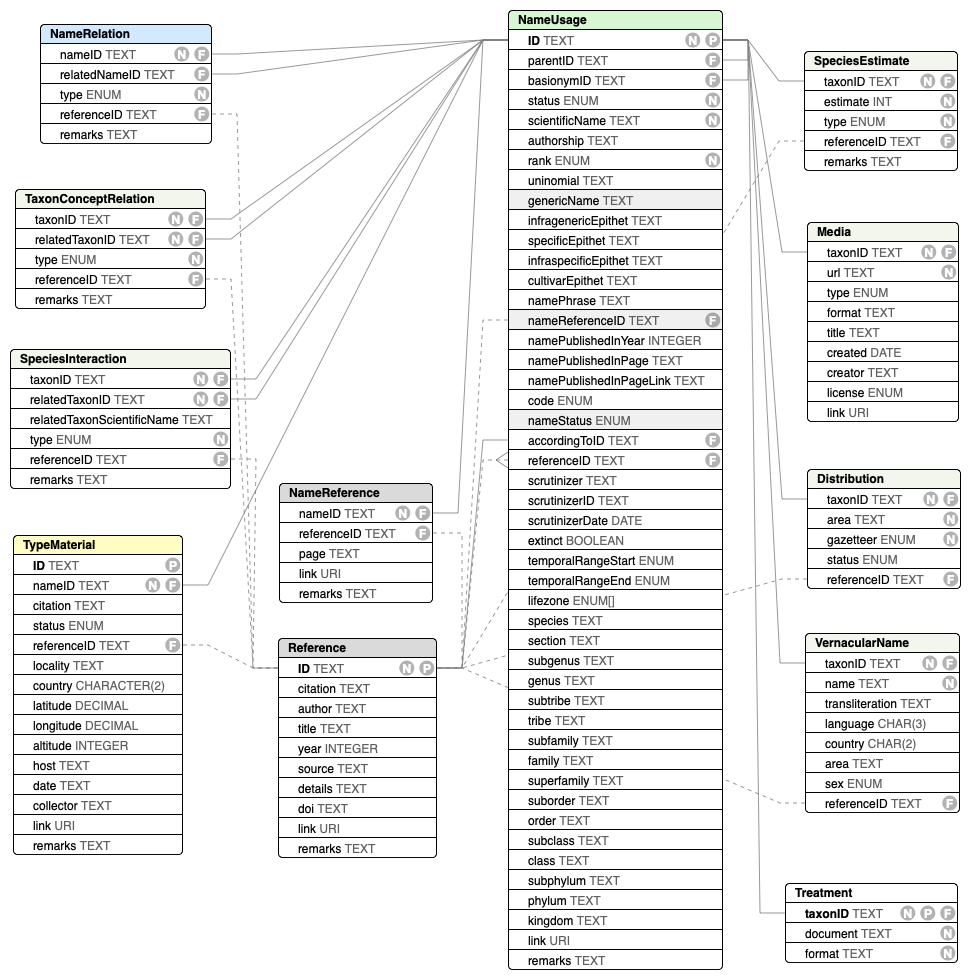 NameRelation
nameID TEXT N F
relatedNameID TEXT F
type ENUM N
referenceID TEXT F
remarks TEXT
TaxonConceptRelation
taxonID TEXT N F
relatedTaxonID TEXT N F
type ENUM N
referenceID TEXT F
remarks TEXT
SpeciesInteraction
taxonID TEXT N F
relatedTaxonID TEXT N F
relatedTaxonScientificName TEXT
type ENUM N
referenceID TEXT F
remarks TEXT
TypeMaterial
ID TEXT P
nameID TEXT N F
citation TEXT
status ENUM
referenceID TEXT F
locality TEXT
country CHARACTER(2)
latitude DECIMAL
longitude DECIMAL
altitude INTEGER
host TEXT
date TEXT
collector TEXT
link URI
remarks TEXT
NameReference
nameID TEXT N F
referenceID TEXT F
page TEXT
link URI
remarks TEXT
Reference
ID TEXT N P
citation TEXT
author TEXT
title TEXT
year INTEGER
source TEXT
details TEXT
doi TEXT
link URI
remarks TEXT
NameUsage
ID TEXT N P
parentID TEXT F
basionymID TEXT F
status ENUM N
scientificName TEXT N
authorship TEXT
rank ENUM N
uninomial TEXT
genericName TEXT
infragenericEpithet TEXT
specificEpithet TEXT
infraspecificEpithet TEXT
cultivarEpithet TEXT
namePhrase TEXT
nameReferenceID TEXT F
namePublishedInYear INTEGER
namePublishedInPage TEXT
namePublishedInPageLink TEXT
code ENUM
nameStatus ENUM
accordingToID TEXT F
referenceID TEXT F
scrutinizer TEXT
scrutinizerID TEXT
scrutinizerDate DATE
extinct BOOLEAN
temporalRangeStart ENUM
temporalRangeEnd ENUM
lifezone ENUM[]
species TEXT
section TEXT
subgenus TEXT
genus TEXT
subtribe TEXT
tribe TEXT
subfamily TEXT
family TEXT
superfamily TEXT
suborder TEXT
order TEXT
subclass TEXT
class TEXT
subphylum TEXT
phylum TEXT
kingdom TEXT
link URI
remarks TEXT
SpeciesEstimate
taxonID TEXT N F
estimate INT N
type ENUM N
referenceID TEXT F
remarks TEXT
Media
taxonID TEXT N F
url TEXT N
type ENUM
format TEXT
title TEXT
created DATE
creator TEXT
license ENUM
link URI
Distribution
taxonID TEXT N F
area TEXT N
gazetteer ENUM N
status ENUM
referenceID TEXT F
VernacularName
taxonID TEXT N F
name TEXT N
transliteration TEXT
language CHAR(3)
country CHAR(2)
area TEXT
sex ENUM
referenceID TEXT F
Treatment
taxonID TEXT N P F
document TEXT N
format TEXT N